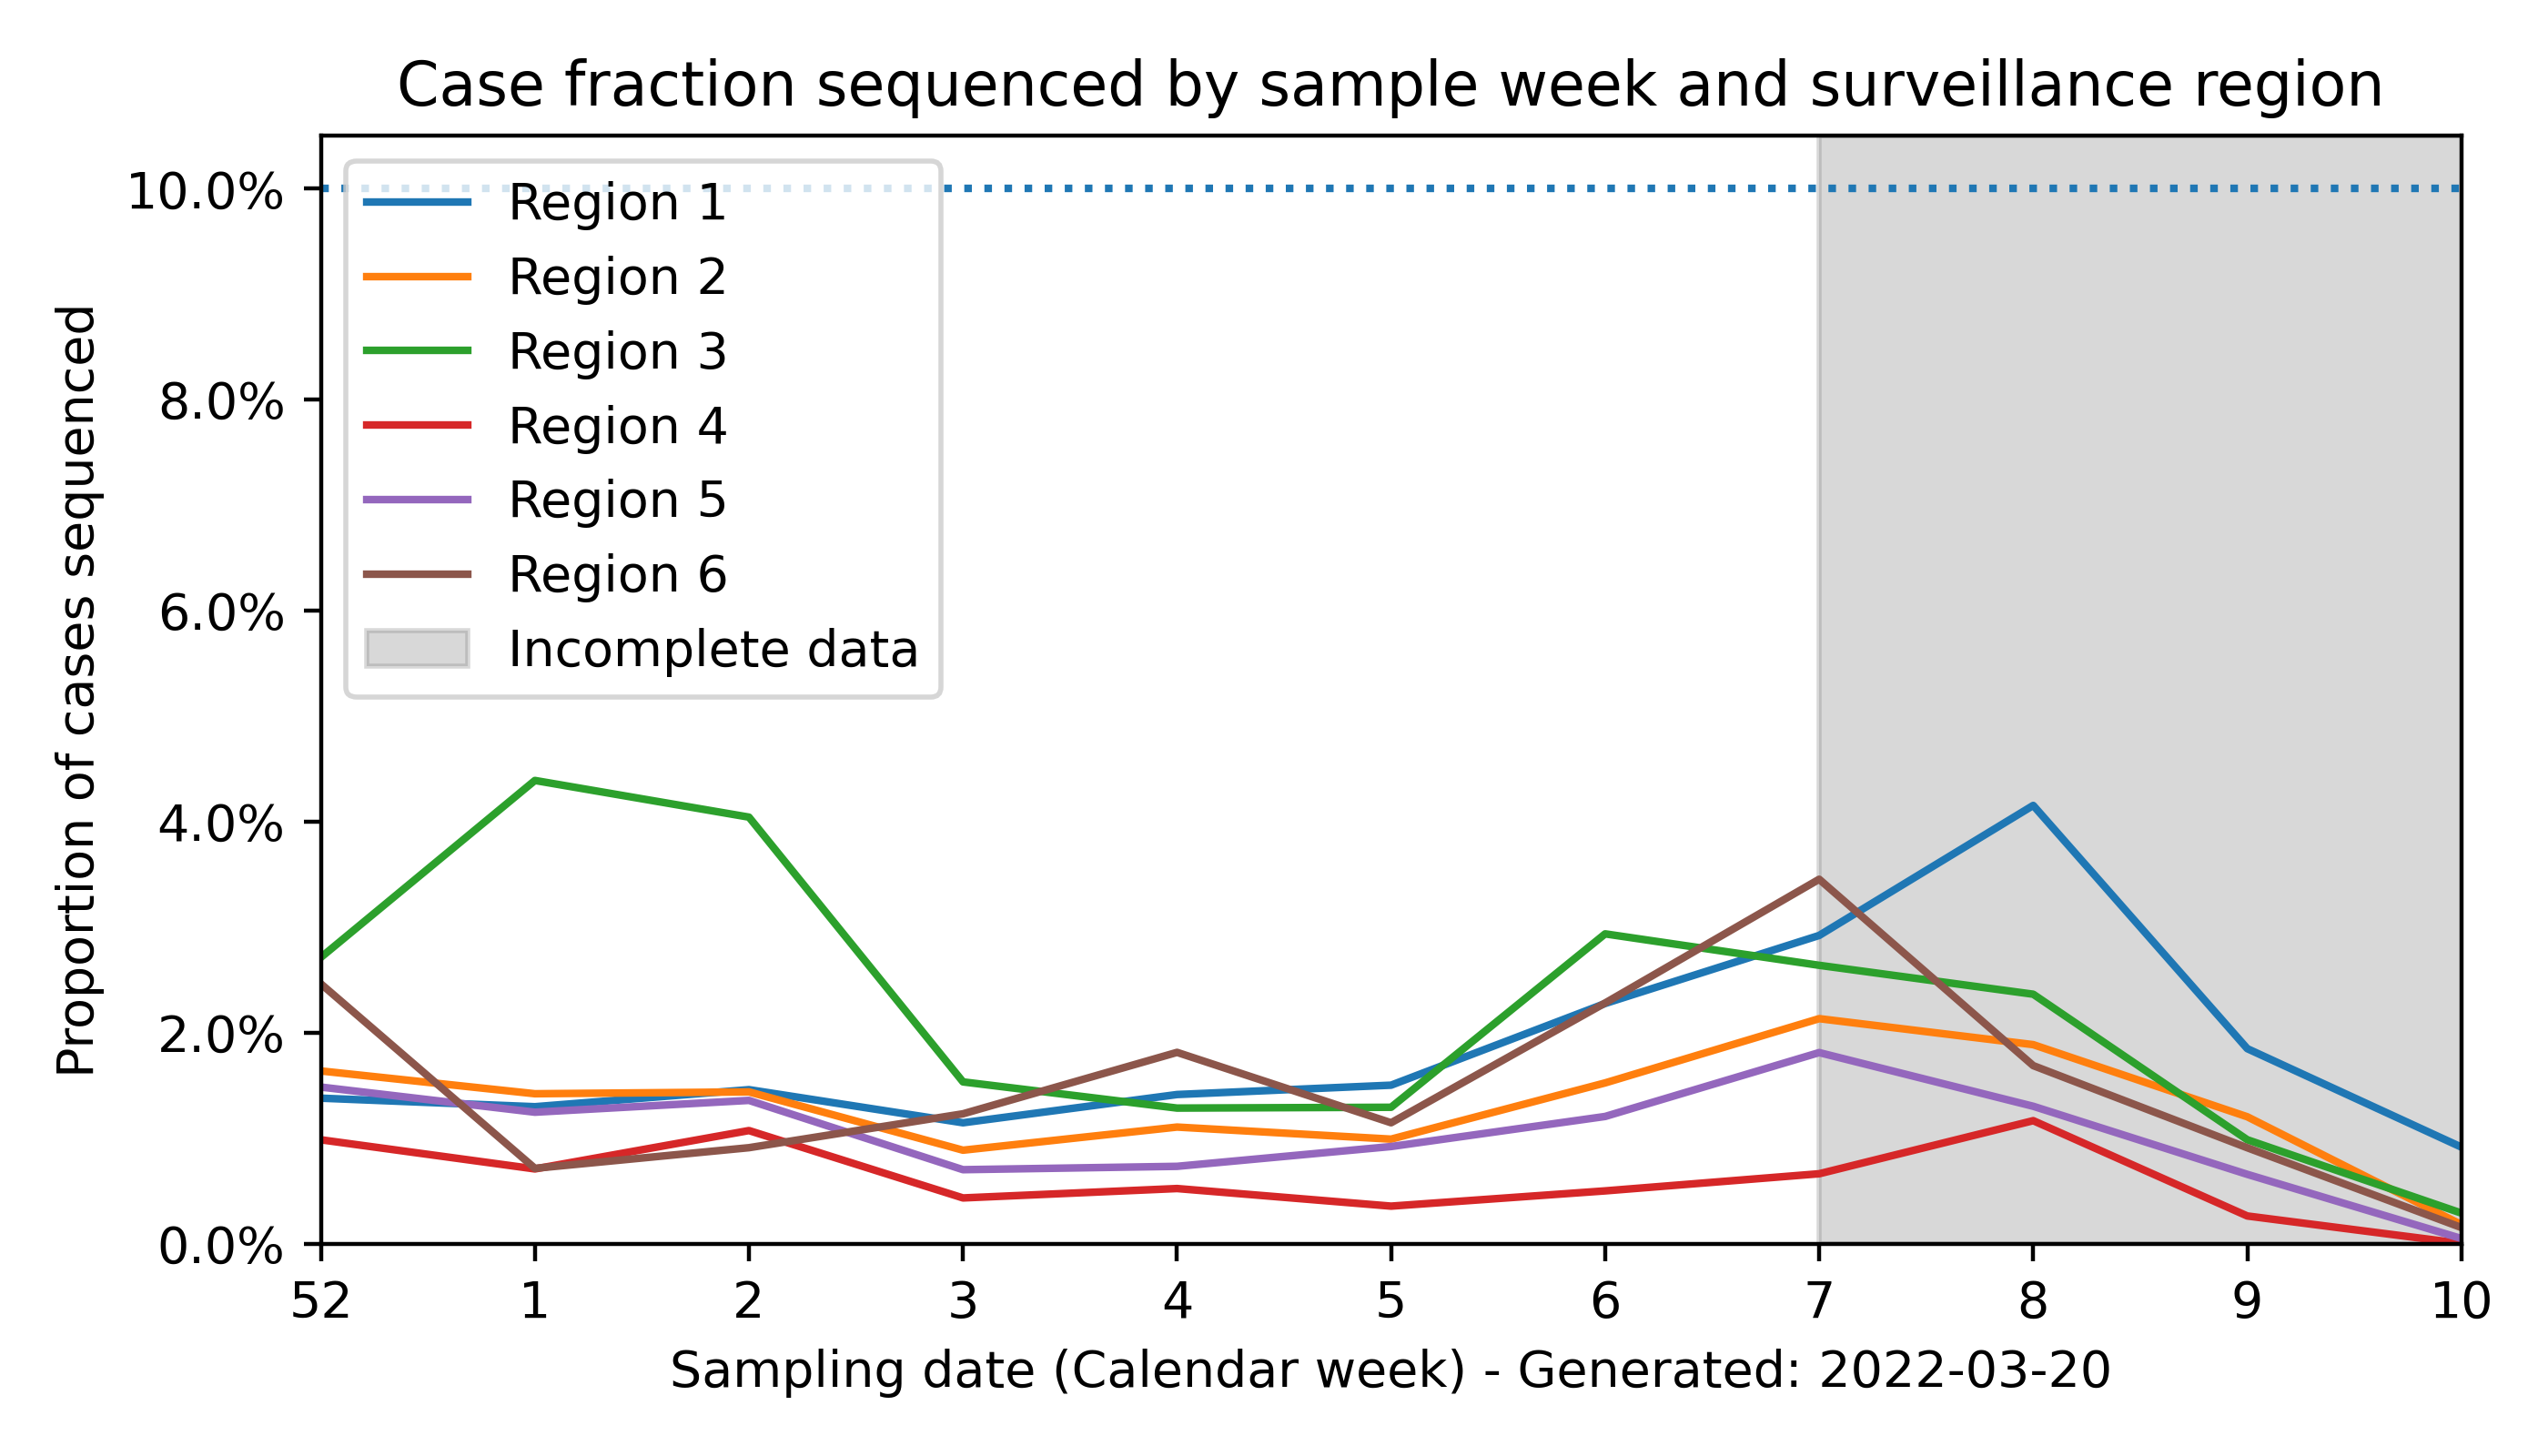 Case fraction sequenced by sample week and surveillance region
Proportion of cases sequenced
10.0%
8.0%
6.0%
4.0%
2.0%
0.0%
Region 1
Region 2
Region 3
Region 4
Region 5
Region 6
Incomplete data
52 1 2 3 4 5 6 7 8 9 10
Sampling date (Calendar week) - Generated: 2022-03-20